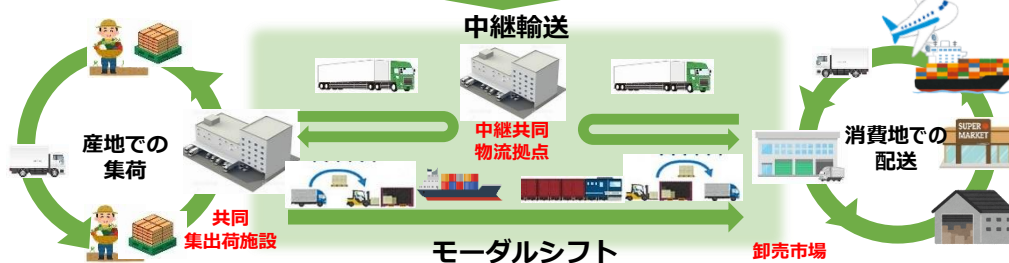 中継輸送
産地での
集荷
中継共同
物流拠点
消費地での
配送
SUPER
MARKET
共同
集出荷施設
モーダルシフト
卸売市場